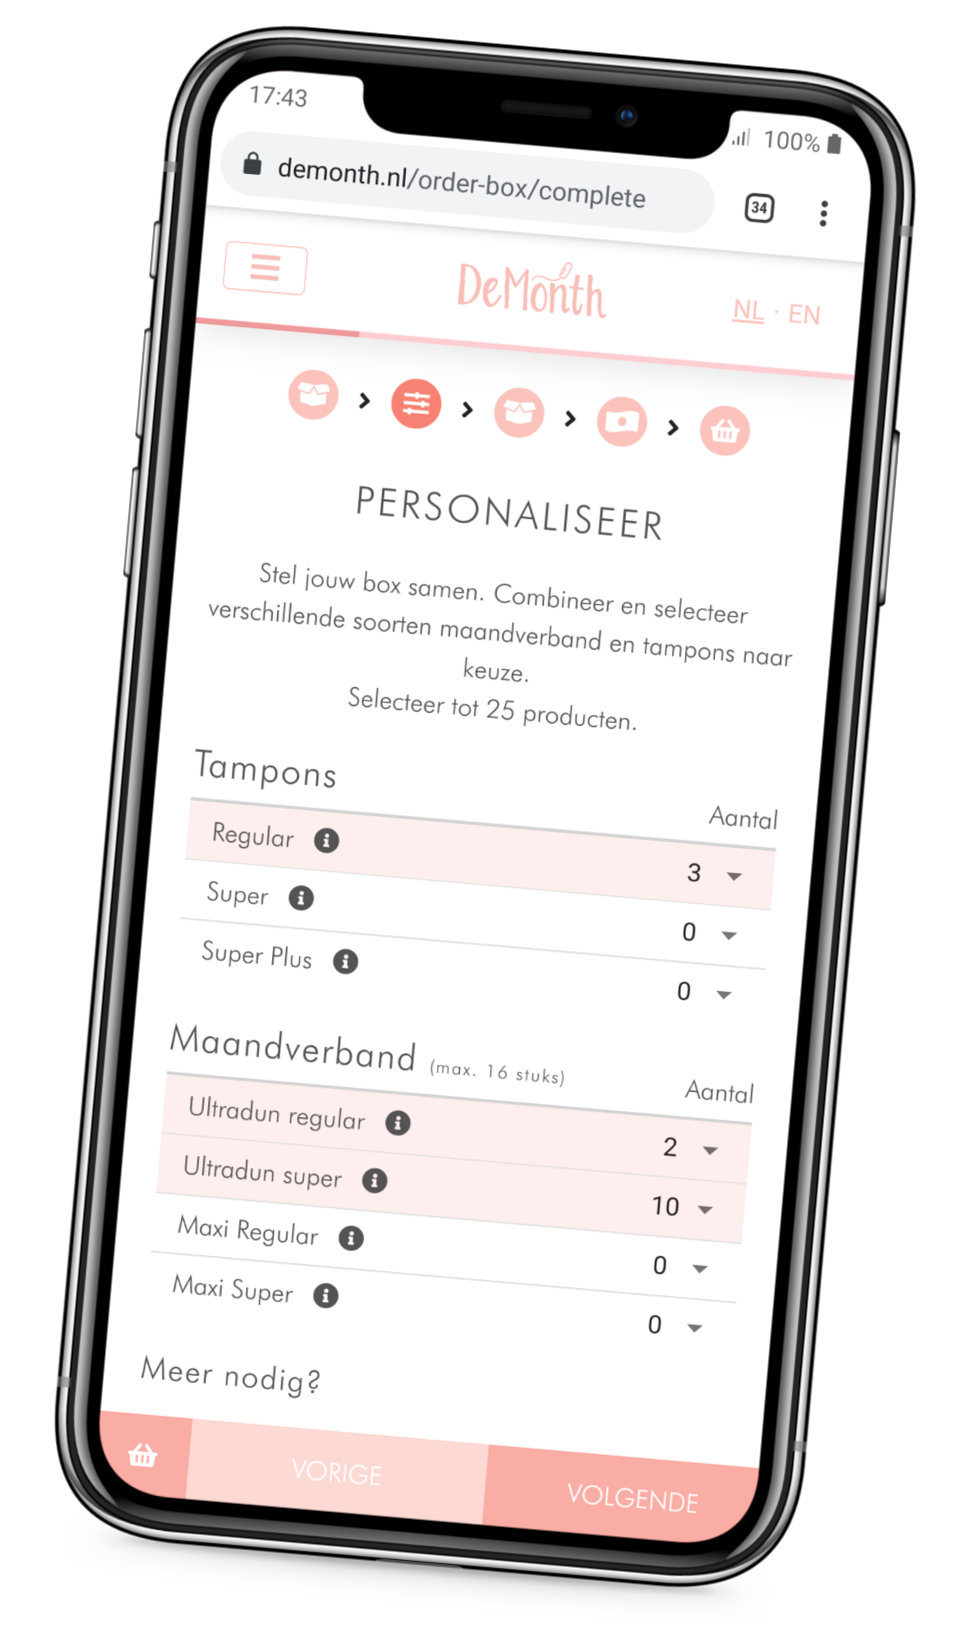 17:43
100%
demonth.nl/order-box/complete
34
DeMonth
NL · EN
PERSONALISEER
Stel jouw box samen. Combineer en selecteer
verschillende soorten maandverband en tampons naar
keuze.
Selecteer tot 25 producten.
Tampons
Aantal
Regular 3
Super 0
Super Plus 0
Maandverband (max. 16 stuks)
Aantal
Ultradun regular 2
Ultradun super 10
Maxi Regular 0
Maxi Super 0
Meer nodig?
VORIGE
VOLGENDE